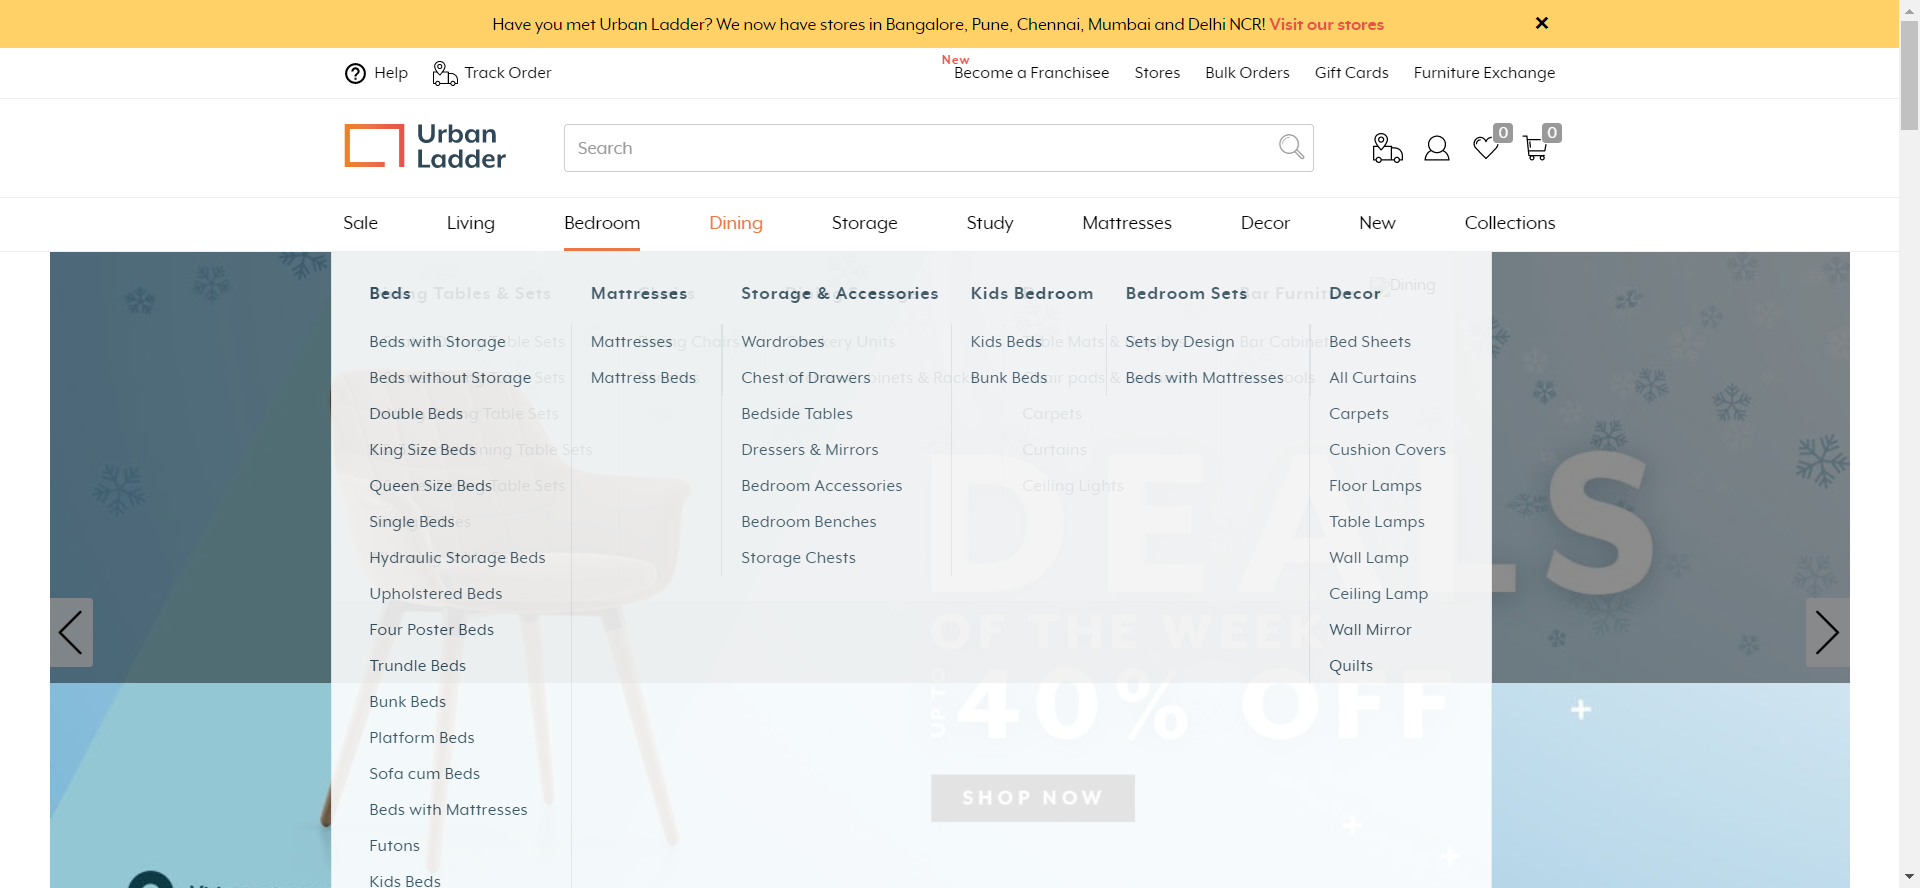 Have you met Urban Ladder? We now have stores in Bangalore, Pune, Chennai, Mumbai and Delhi NCR! Visit our stores
Help
Track Order
New
Become a Franchisee
Stores
Bulk Orders
Gift Cards
Furniture Exchange
Urban
Ladder
Search
0
0
Sale
Living
Bedroom
Dining
Storage
Study
Mattresses
Decor
New
Collections
Beds
Beds with Storage
Beds without Storage
Double Beds
King Size Beds
Queen Size Beds
Single Beds
Hydraulic Storage Beds
Upholstered Beds
Four Poster Beds
Trundle Beds
Bunk Beds
Platform Beds
Sofa cum Beds
Beds with Mattresses
Futons
Kids Beds
Mattresses
Mattresses
Mattress Beds
Storage & Accessories
Wardrobes
Chest of Drawers
Bedside Tables
Dressers & Mirrors
Bedroom Accessories
Bedroom Benches
Storage Chests
Kids Bedroom
Kids Beds
Bunk Beds
Bedroom Sets
Sets by Design
Beds with Mattresses
Decor
Bed Sheets
All Curtains
Carpets
Cushion Covers
Floor Lamps
Table Lamps
Wall Lamp
Ceiling Lamp
Wall Mirror
Quilts
Dining
Carpets
Curtains
Ceiling Lights
DEALS
OF THE WEEK
UP TO
40% OFF
SHOP NOW